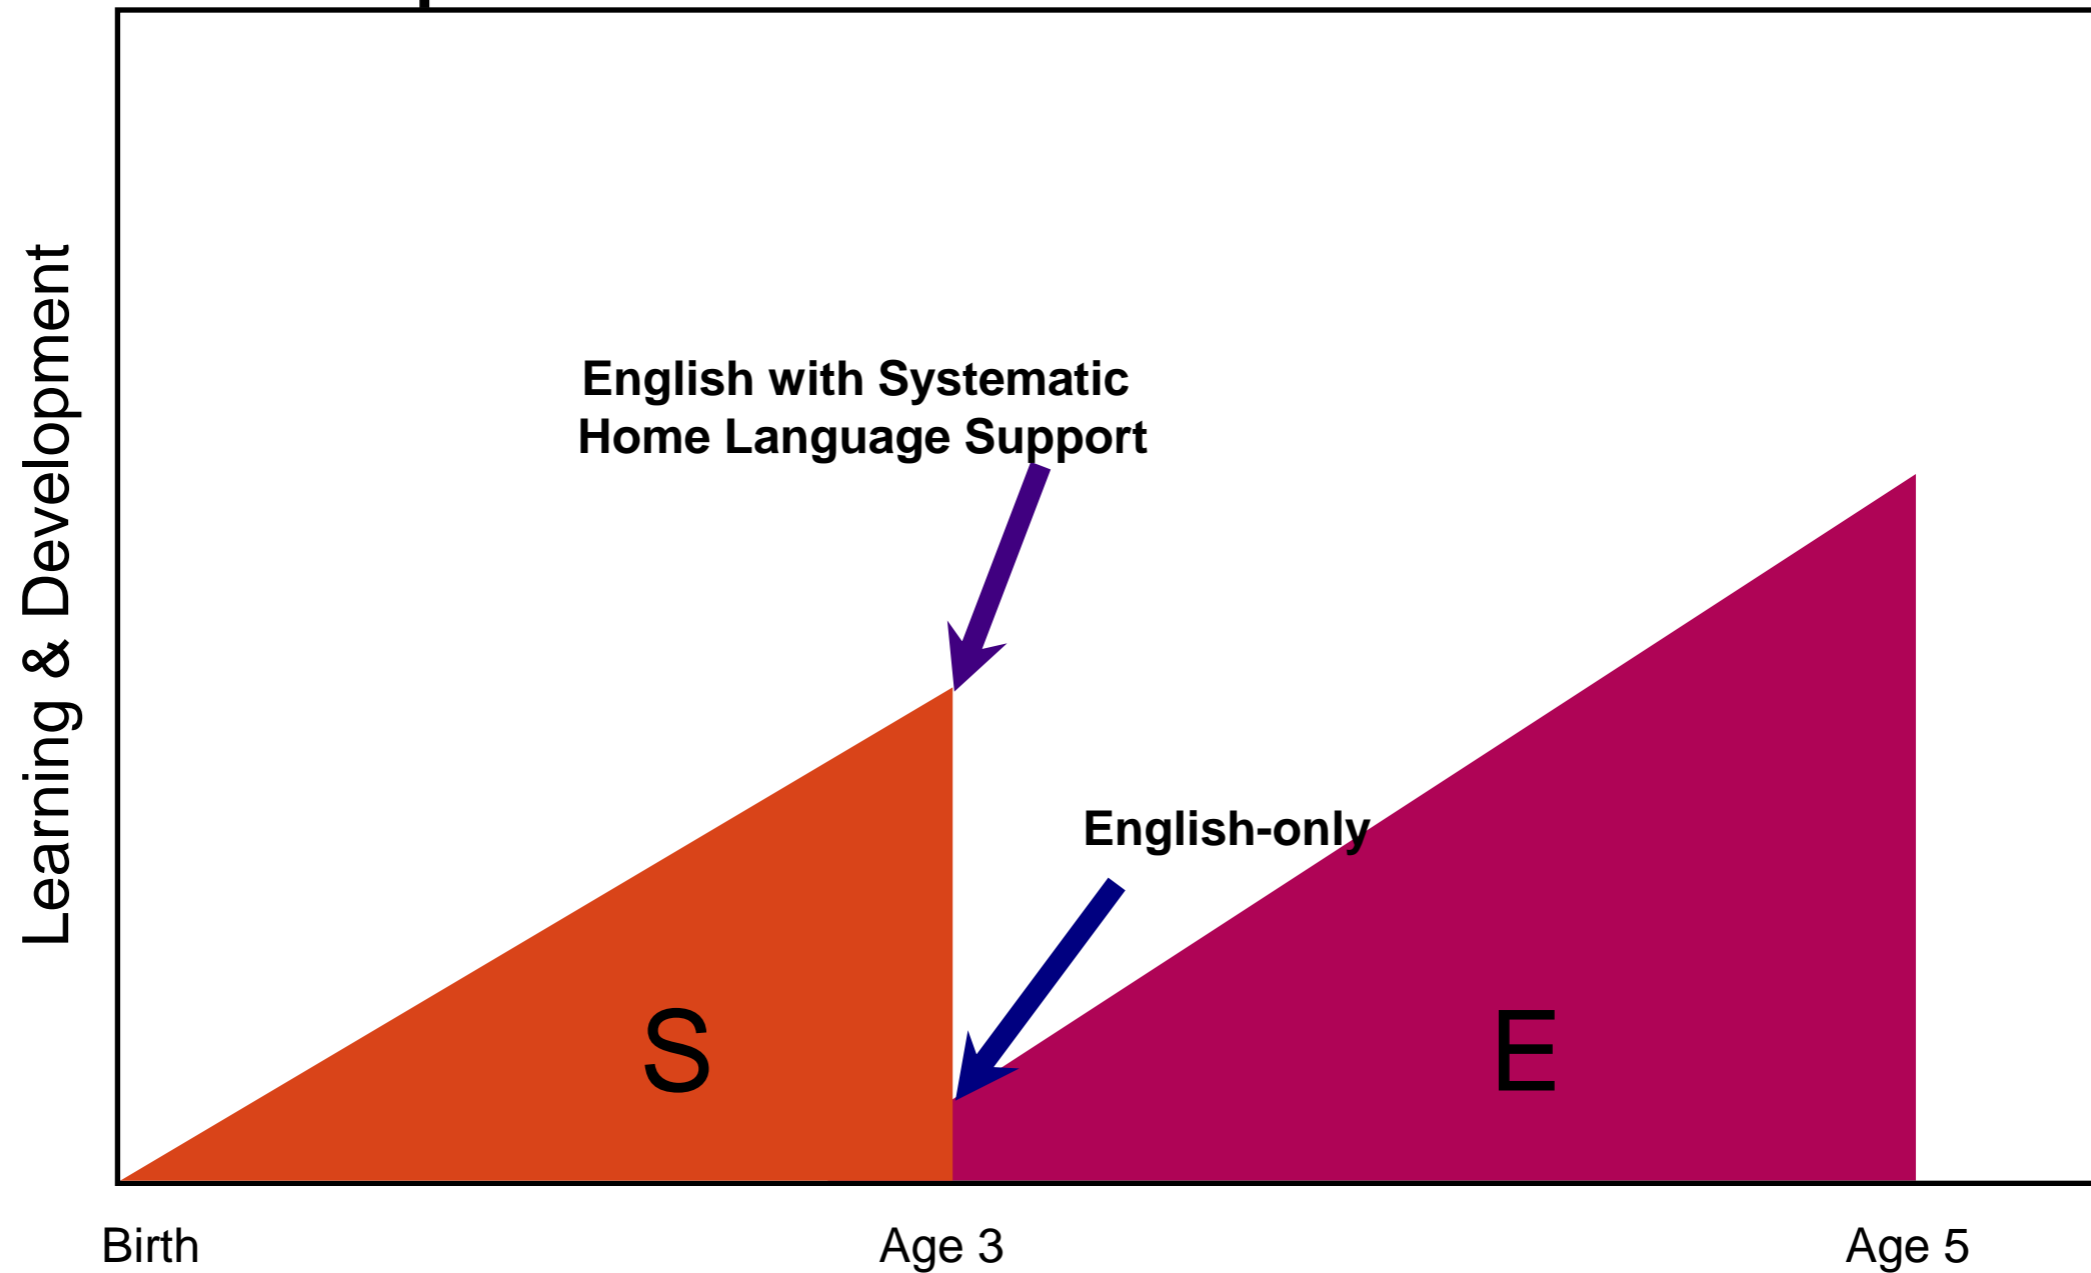 Learning & Development
English with Systematic
Home Language Support
English-only
S
E
Birth
Age 3
Age 5